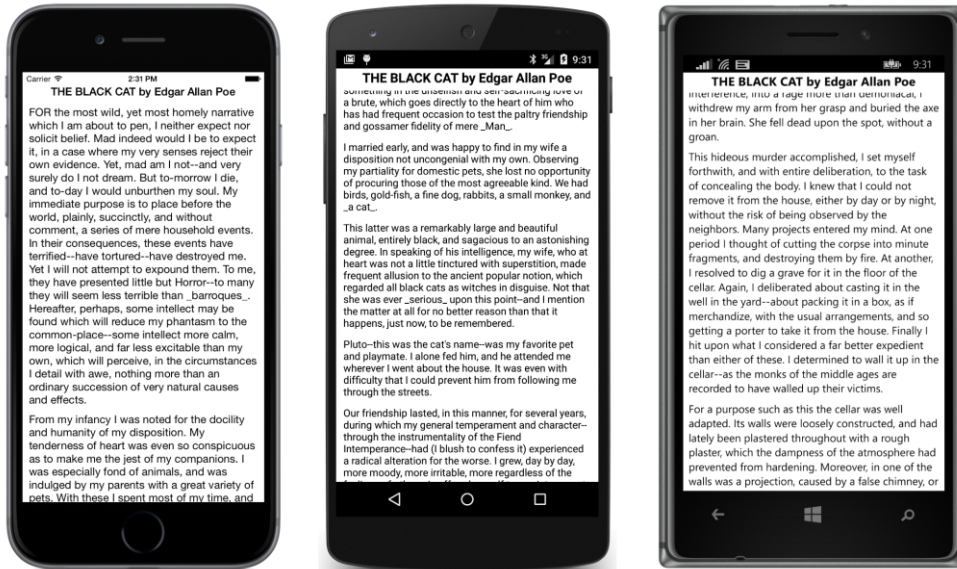 Carrier
2:31 PM
THE BLACK CAT by Edgar Allan Poe
FOR the most wild, yet most homely narrative
which I am about to pen, I neither expect nor
solicit belief. Mad indeed would I be to expect
it, in a case where my very senses reject their
own evidence. Yet, mad am I not--and very
surely do I not dream. But to-morrow I die,
and to-day I would unburthen my soul. My
immediate purpose is to place before the
world, plainly, succinctly, and without
comment, a series of mere household events.
In their consequences, these events have
terrified--have tortured--have destroyed me.
Yet I will not attempt to expound them. To me,
they have presented little but Horror--to many
they will seem less terrible than _barroques_.
Hereafter, perhaps, some intellect may be
found which will reduce my phantasm to the
common-place--some intellect more calm,
more logical, and far less excitable than my
own, which will perceive, in the circumstances
I detail with awe, nothing more than an
ordinary succession of very natural causes
and effects.
From my infancy I was noted for the docility
and humanity of my disposition. My
tenderness of heart was even so conspicuous
as to make me the jest of my companions. I
was especially fond of animals, and was
indulged by my parents with a great variety of
pets. With these I spent most of my time, and
3G
9:31
THE BLACK CAT by Edgar Allan Poe
something in the unselfish and self-sacrificing love of
a brute, which goes directly to the heart of him who
has had frequent occasion to test the paltry friendship
and gossamer fidelity of mere _Man_.
I married early, and was happy to find in my wife a
disposition not uncongenial with my own. Observing
my partiality for domestic pets, she lost no opportunity
of procuring those of the most agreeable kind. We had
birds, gold-fish, a fine dog, rabbits, a small monkey, and
_a cat_.
This latter was a remarkably large and beautiful
animal, entirely black, and sagacious to an astonishing
degree. In speaking of his intelligence, my wife, who at
heart was not a little tinctured with superstition, made
frequent allusion to the ancient popular notion, which
regarded all black cats as witches in disguise. Not that
she was ever _serious_ upon this point--and I mention
the matter at all for no better reason than that it
happens, just now, to be remembered.
Pluto--this was the cat's name--was my favorite pet
and playmate. I alone fed him, and he attended me
wherever I went about the house. It was even with
difficulty that I could prevent him from following me
through the streets.
Our friendship lasted, in this manner, for several years,
during which my general temperament and character--
through the instrumentality of the Fiend
Intemperance--had (I blush to confess it) experienced
a radical alteration for the worse. I grew, day by day,
more moody, more irritable, more regardless of the
9:31
THE BLACK CAT by Edgar Allan Poe
interference, into a rage more than demoniacal, I
withdrew my arm from her grasp and buried the axe
in her brain. She fell dead upon the spot, without a
groan.
This hideous murder accomplished, I set myself
forthwith, and with entire deliberation, to the task
of concealing the body. I knew that I could not
remove it from the house, either by day or by night,
without the risk of being observed by the
neighbors. Many projects entered my mind. At one
period I thought of cutting the corpse into minute
fragments, and destroying them by fire. At another,
I resolved to dig a grave for it in the floor of the
cellar. Again, I deliberated about casting it in the
well in the yard--about packing it in a box, as if
merchandize, with the usual arrangements, and so
getting a porter to take it from the house. Finally I
hit upon what I considered a far better expedient
than either of these. I determined to wall it up in the
cellar--as the monks of the middle ages are
recorded to have walled up their victims.
For a purpose such as this the cellar was well
adapted. Its walls were loosely constructed, and had
lately been plastered throughout with a rough
plaster, which the dampness of the atmosphere had
prevented from hardening. Moreover, in one of the
walls was a projection, caused by a false chimney, or